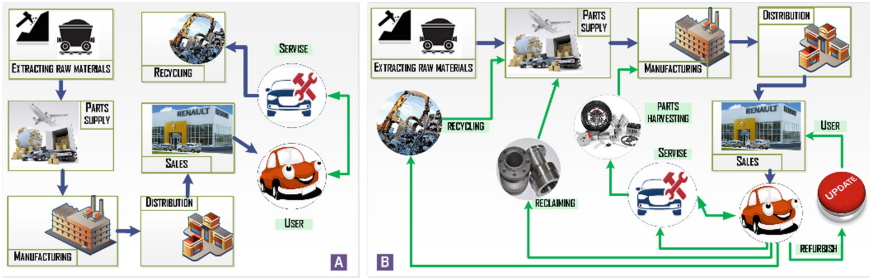 EXTRACTING RAW MATERIALS
RECYCLING
SERVISE
PARTS
SUPPLY
RENAULT
SALES
USER
MANUFACTURING
DISTRIBUTION
A
EXTRACTING RAW MATERIALS
PARTS
SUPPLY
MANUFACTURING
DISTRIBUTION
RECYCLING
RECLAIMING
PARTS
HARVESTING
SERVISE
RENAULT
SALES
USER
UPDATE
REFURBISH
B